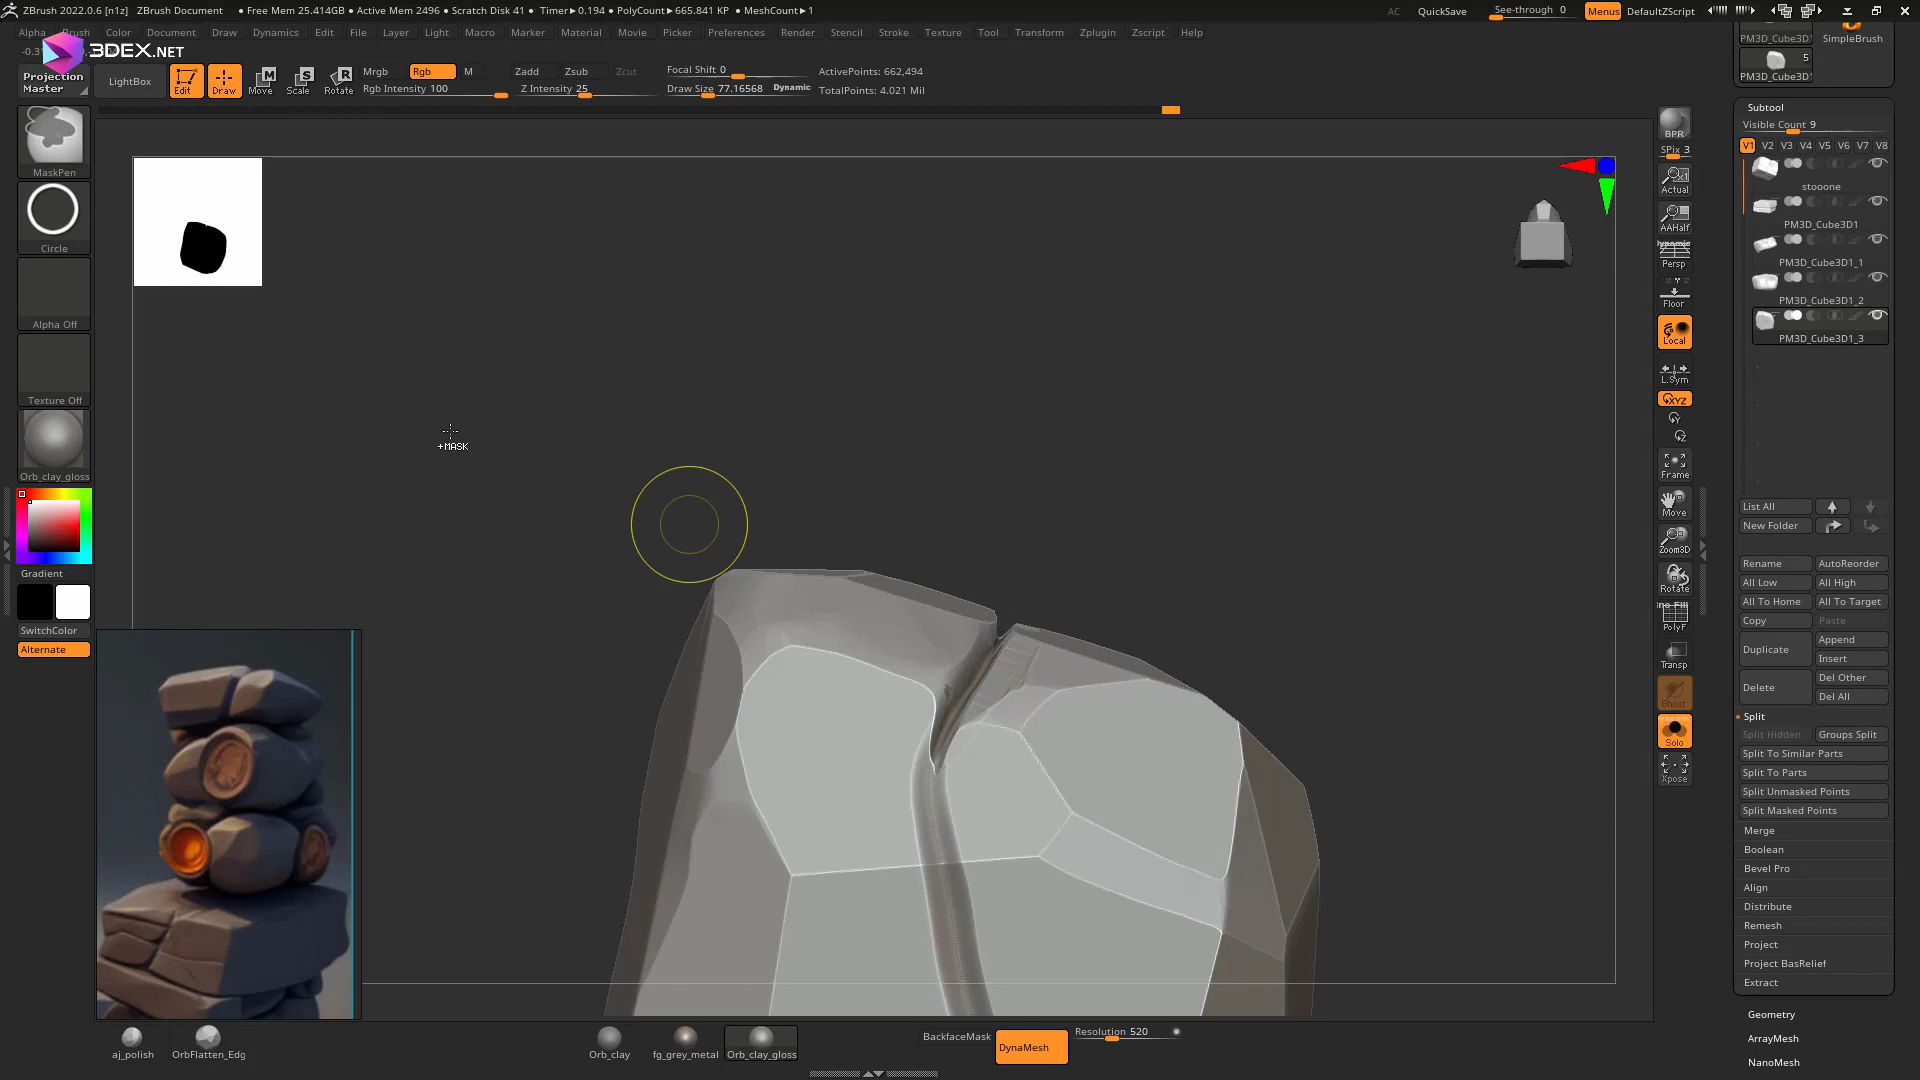 ZBrush 2022.0.6 [n1z] ZBrush Document ● Free Mem 25.414GB ● Active Mem 2496 ● Scratch Disk 41 ● Timer▶0.194 ● PolyCount▶665.841 KP ● MeshCount▶1 AC QuickSave See-through 0 Menus DefaultZScript
Alpha Brush Color Document Draw Dynamics Edit File Layer Light Macro Marker Material Movie Picker Preferences Render Stencil Stroke Texture Tool Transform Zplugin Zscript Help
3DEX.NET
Projection Master
LightBox
Edit
Draw
Move
Scale
Rotate
Mrgb Rgb M
Rgb Intensity 100
Zadd Zsub Zcut
Z Intensity 25
Focal Shift 0
Draw Size 77.16568 Dynamic
ActivePoints: 662,494
TotalPoints: 4.021 Mil
MaskPen
Circle
Alpha Off
Texture Off
Orb_clay_gloss
Gradient
SwitchColor
Alternate
+MASK
BPR
SPix 3
Actual
AAHalf
Dynamic
Persp
Floor
Local
L.Sym
XYZ
Y
Z
Frame
Move
Zoom3D
Rotate
PolyF
Transp
Ghost
Solo
Xpose
PM3D_Cube3D1
SimpleBrush
5
PM3D_Cube3D1
Subtool
Visible Count 9
V1 V2 V3 V4 V5 V6 V7 V8
stooone
PM3D_Cube3D1
PM3D_Cube3D1_1
PM3D_Cube3D1_2
PM3D_Cube3D1_3
List All
New Folder
Rename AutoReorder
All Low All High
All To Home All To Target
Copy Paste
Duplicate Append
Insert
Delete Del Other
Del All
Split
Split Hidden Groups Split
Split To Similar Parts
Split To Parts
Split Unmasked Points
Split Masked Points
Merge
Boolean
Bevel Pro
Align
Distribute
Remesh
Project
Project BasRelief
Extract
Geometry
ArrayMesh
NanoMesh
aj_polish
OrbFlatten_Edg
Orb_clay
fg_grey_metal
Orb_clay_gloss
BackfaceMask
DynaMesh
Resolution 520